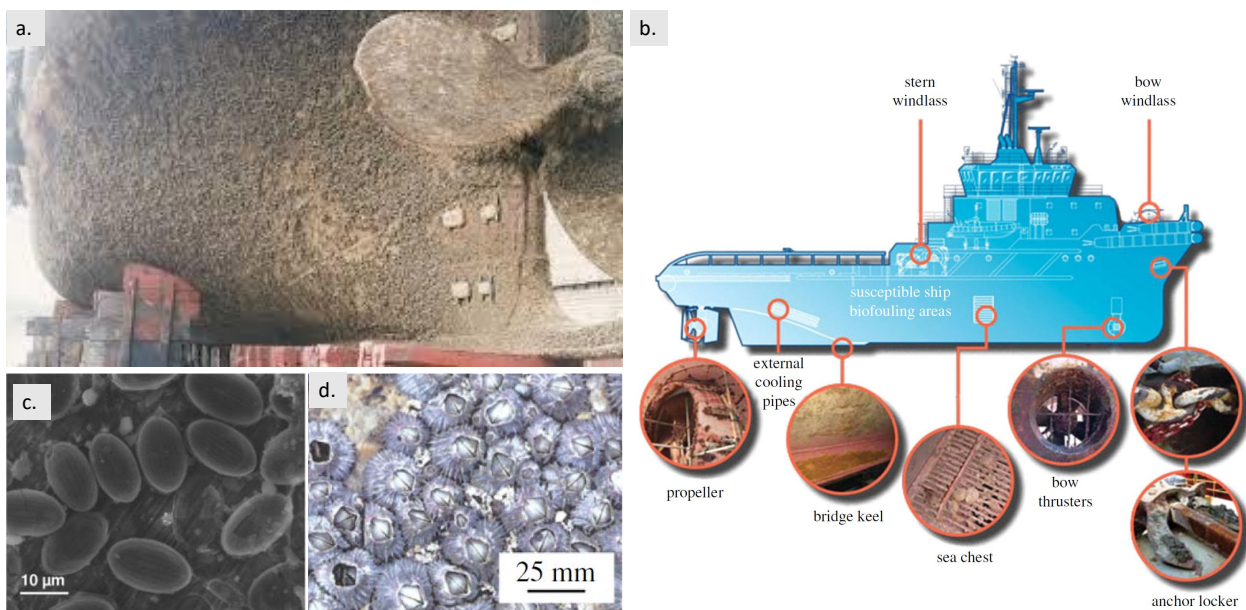 a.
b.
stern
windlass
bow
windlass
susceptible ship
biofouling areas
external
cooling
pipes
propeller
bridge keel
sea chest
bow
thrusters
anchor locker
c.
10 µm
d.
25 mm